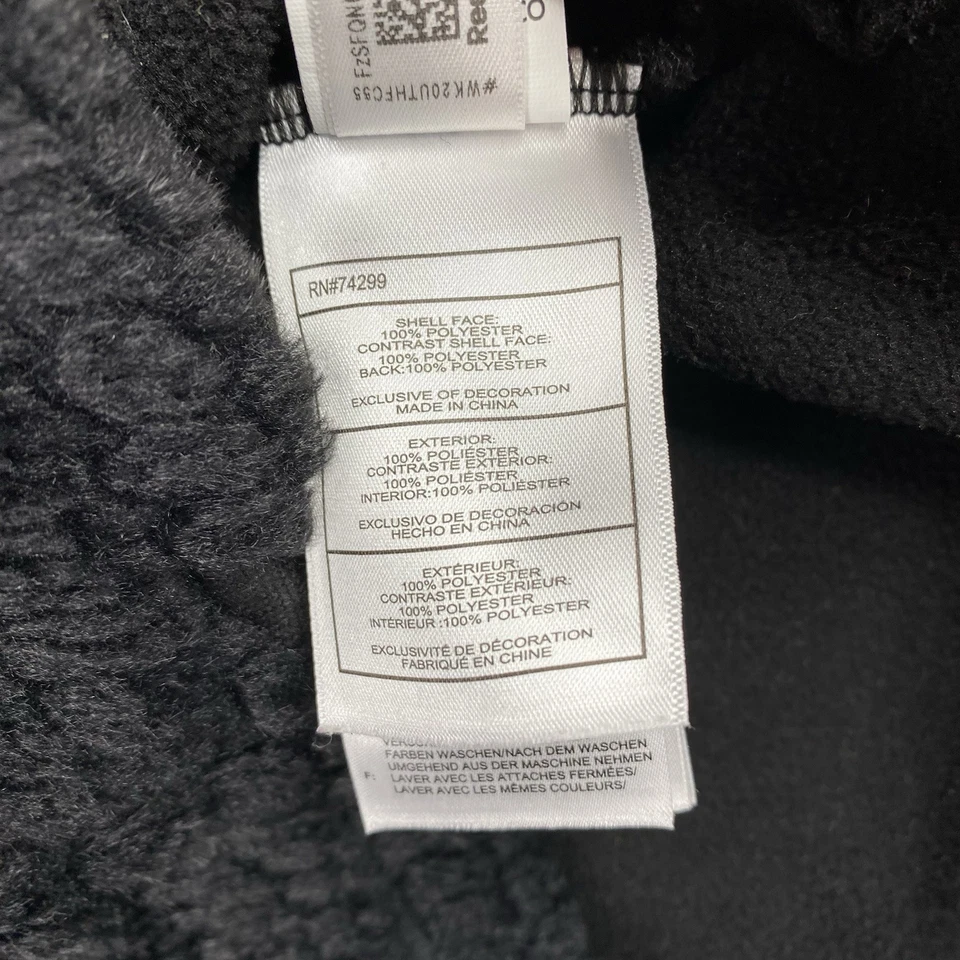 FZSFQN
Ree
#WK20UTHFC9S
RN#74299
SHELL FACE:
100% POLYESTER
CONTRAST SHELL FACE:
100% POLYESTER
BACK:100% POLYESTER
EXCLUSIVE OF DECORATION
MADE IN CHINA
EXTERIOR:
100% POLIÉSTER
CONTRASTE EXTERIOR:
100% POLIÉSTER
INTERIOR:100% POLIÉSTER
EXCLUSIVO DE DECORACIÓN
HECHO EN CHINA
EXTÉRIEUR:
100% POLYESTER
CONTRASTE EXTÉRIEUR:
100% POLYESTER
INTÉRIEUR :100% POLYESTER
EXCLUSIVITÉ DE DÉCORATION
FABRIQUÉ EN CHINE
FARBEN WASCHEN/NACH DEM WASCHEN
UMGEHEND AUS DER MASCHINE NEHMEN
F: LAVER AVEC LES ATTACHES FERMÉES/
LAVER AVEC LES MÊMES COULEURS/